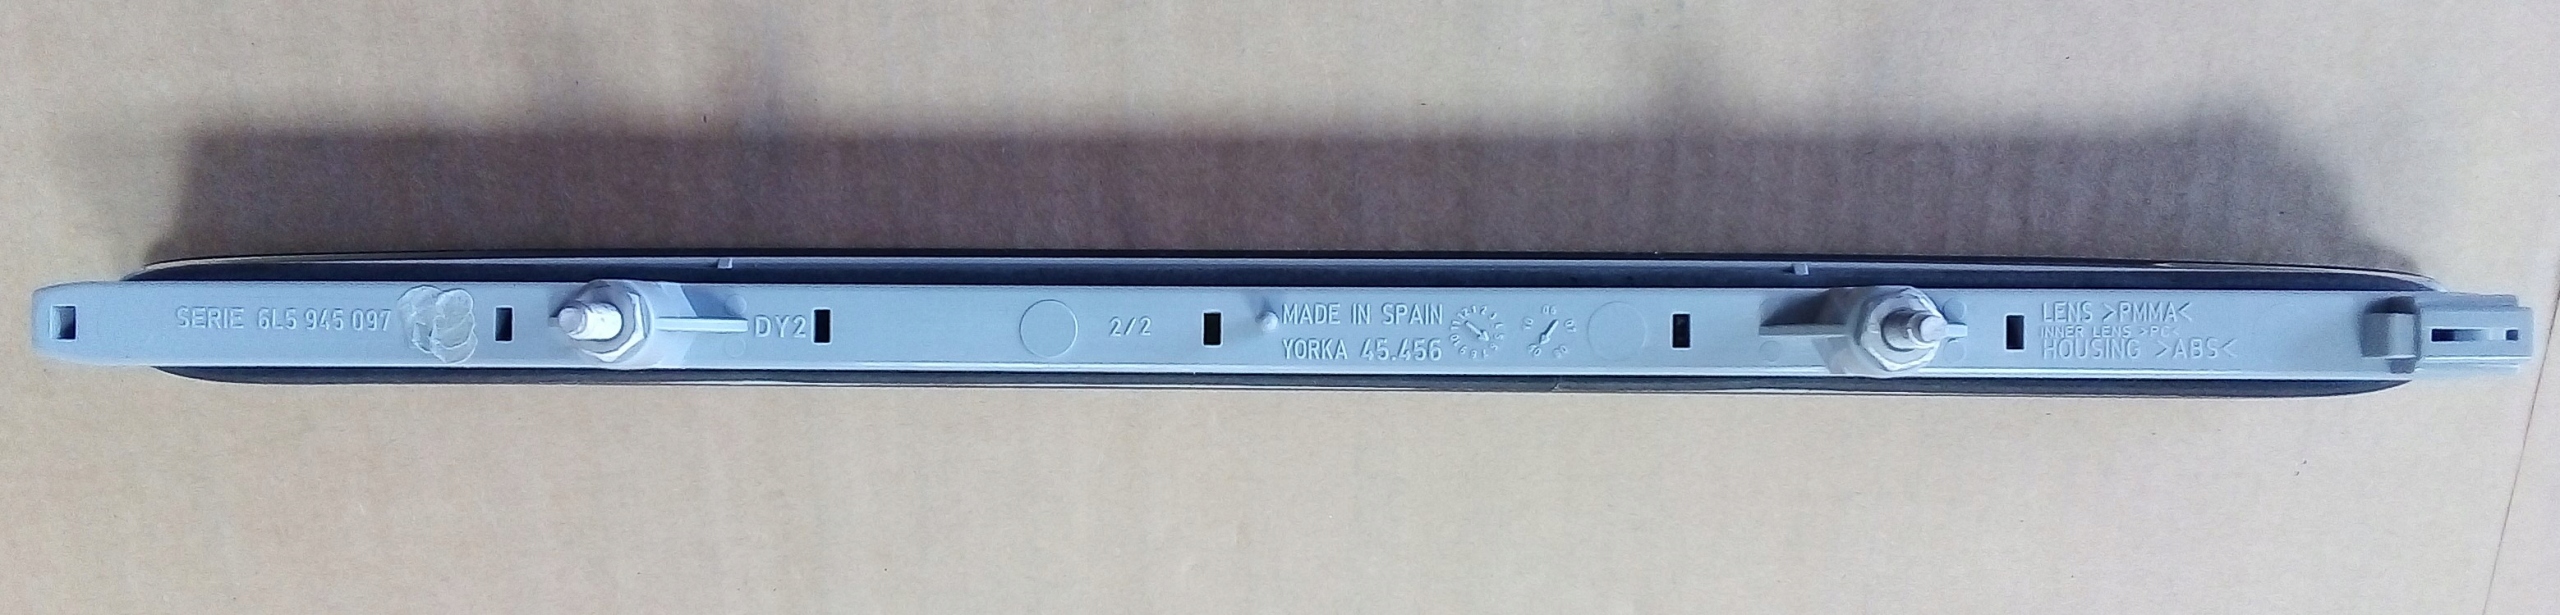 SERIE 6L5 945 097
DY2
2/2
MADE IN SPAIN
YORKA 45.456
LENS >PMMA<
INNER LENS >PC<
HOUSING >ABS<